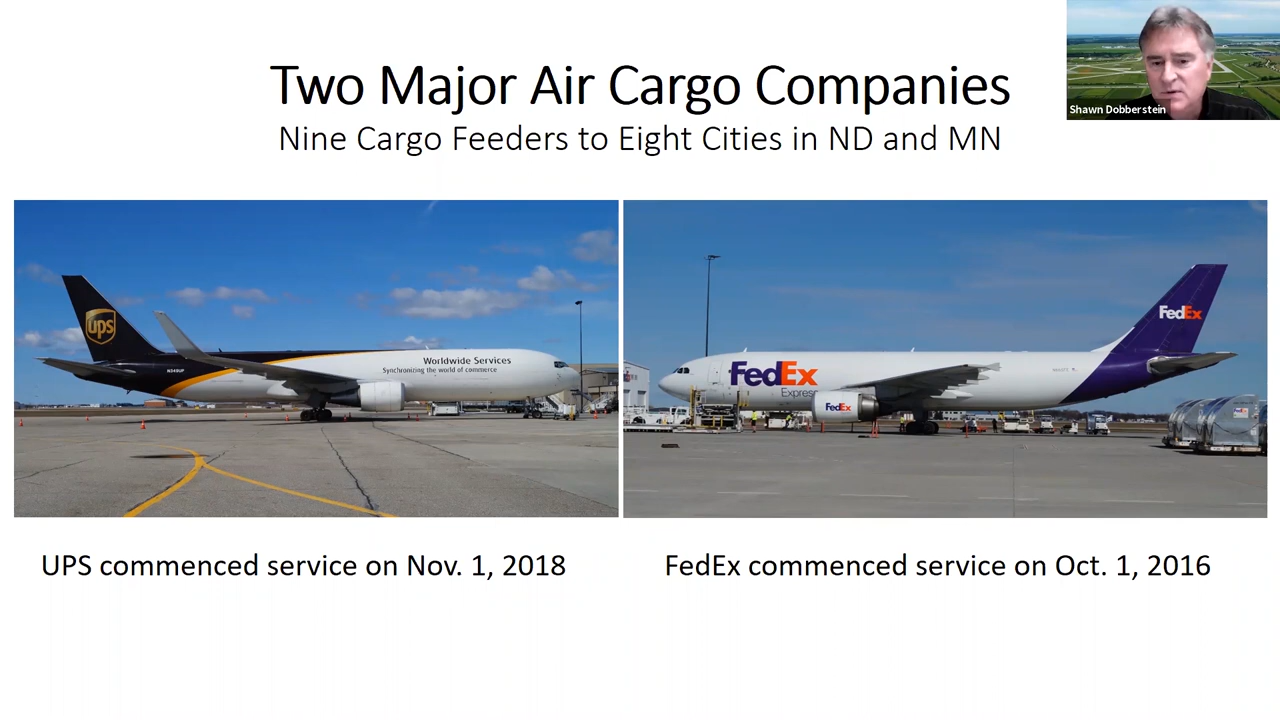 Two Major Air Cargo Companies
Nine Cargo Feeders to Eight Cities in ND and MN
Shawn Dobberstein
ups
Worldwide Services
Synchronizing the world of commerce
FedEx
FedEx
Express
FedEx
UPS commenced service on Nov. 1, 2018
FedEx commenced service on Oct. 1, 2016